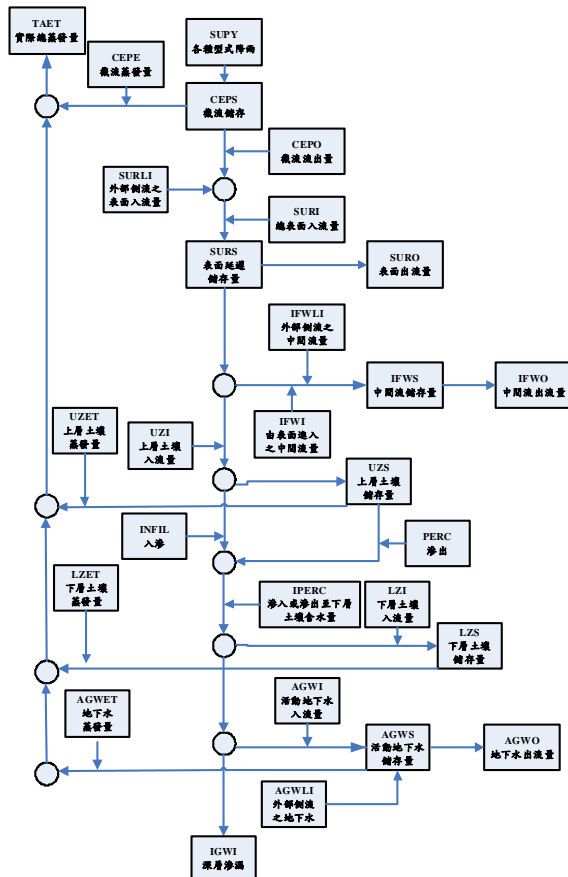 TAET
實際總蒸發量
SUPY
各種型式降雨
CEPE
截流蒸發量
CEPS
截流儲存
CEPO
截流流出量
SURLI
外部側流之
表面入流量
SURI
總表面入流量
SURS
表面延遲
儲存量
SURO
表面出流量
IFWLI
外部側流之
中間流量
IFWS
中間流儲存量
IFWO
中間流出流量
UZET
上層土壤
蒸發量
UZI
上層土壤
入流量
IFWI
由表面進入
之中間流量
UZS
上層土壤
儲存量
INFIL
入滲
PERC
滲出
LZET
下層土壤
蒸發量
IPERC
滲入或滲出至下層
土壤含水量
LZI
下層土壤
入流量
LZS
下層土壤
儲存量
AGWET
地下水
蒸發量
AGWI
活動地下水
入流量
AGWS
活動地下水
儲存量
AGWO
地下水出流量
AGWLI
外部側流
之地下水
IGWI
深層滲漏